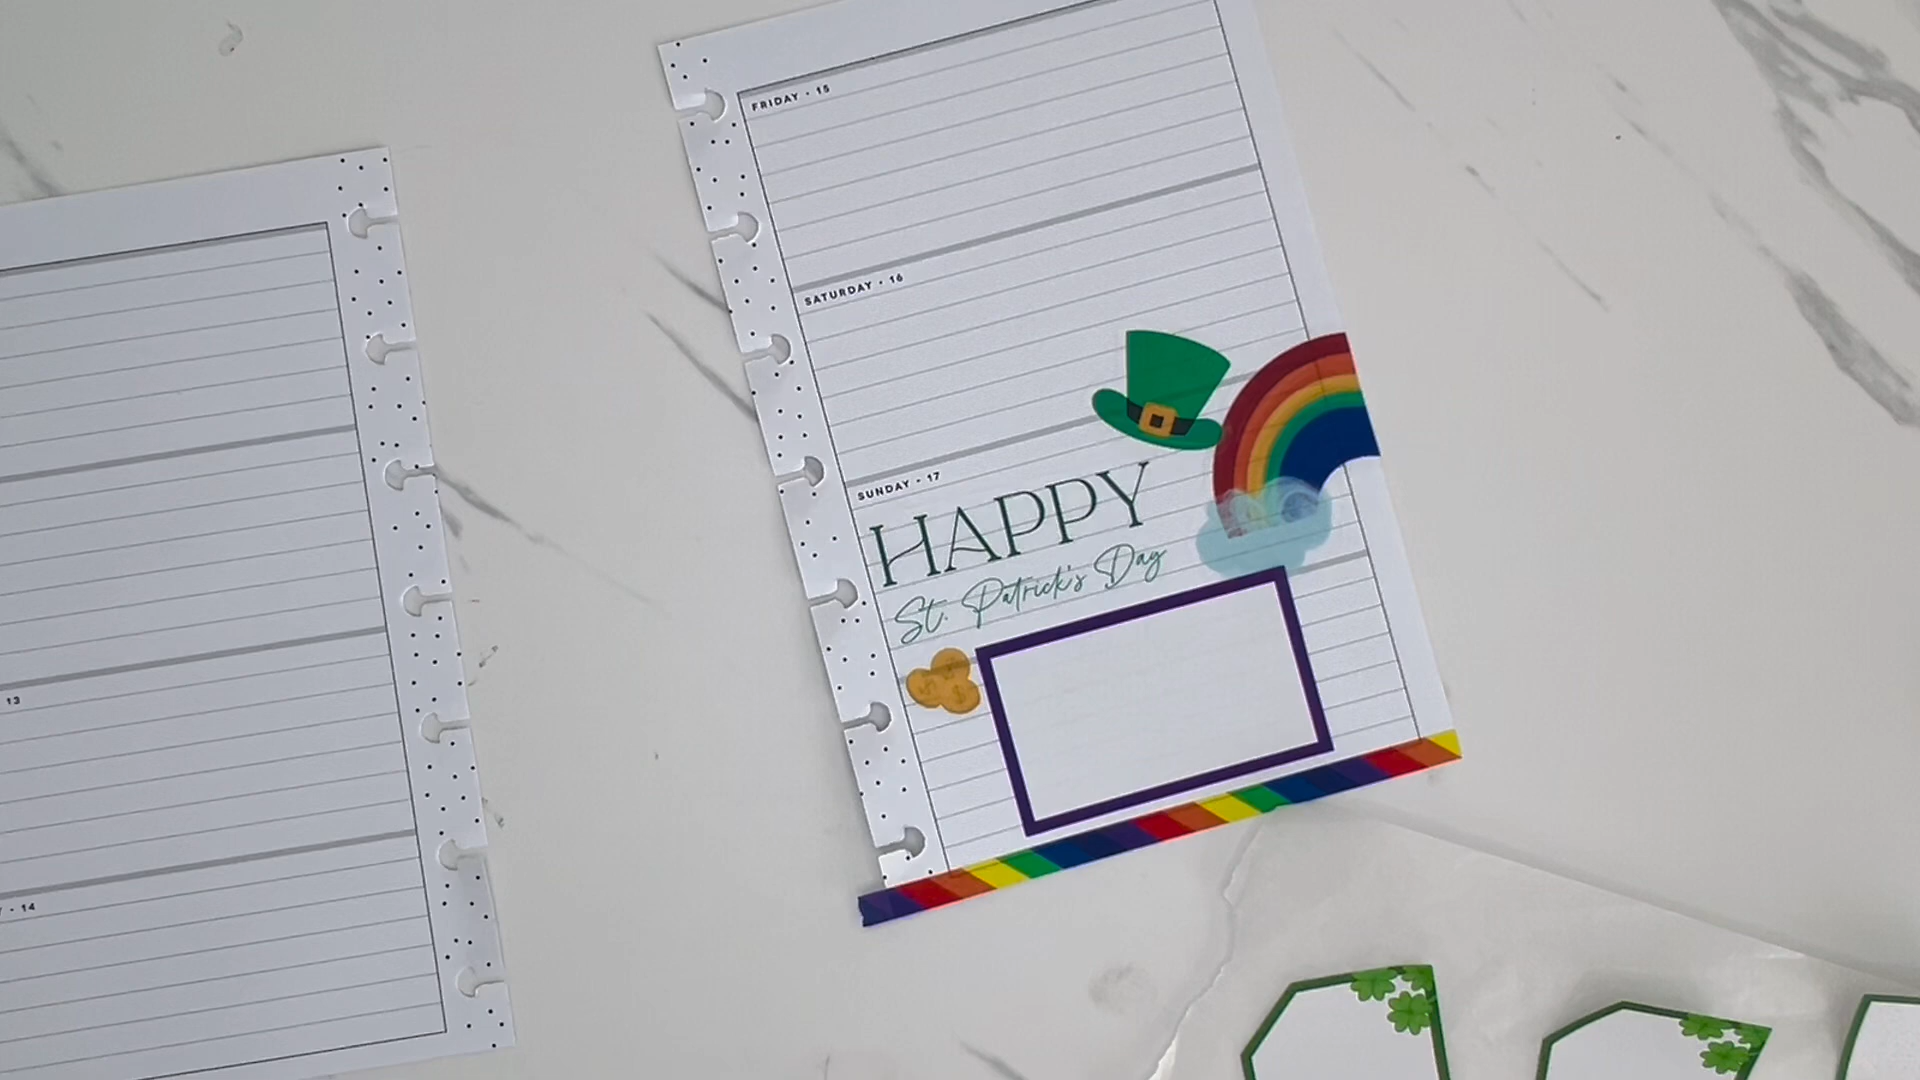 13
14
FRIDAY • 15
SATURDAY • 16
SUNDAY • 17
HAPPY
St. Patrick's Day